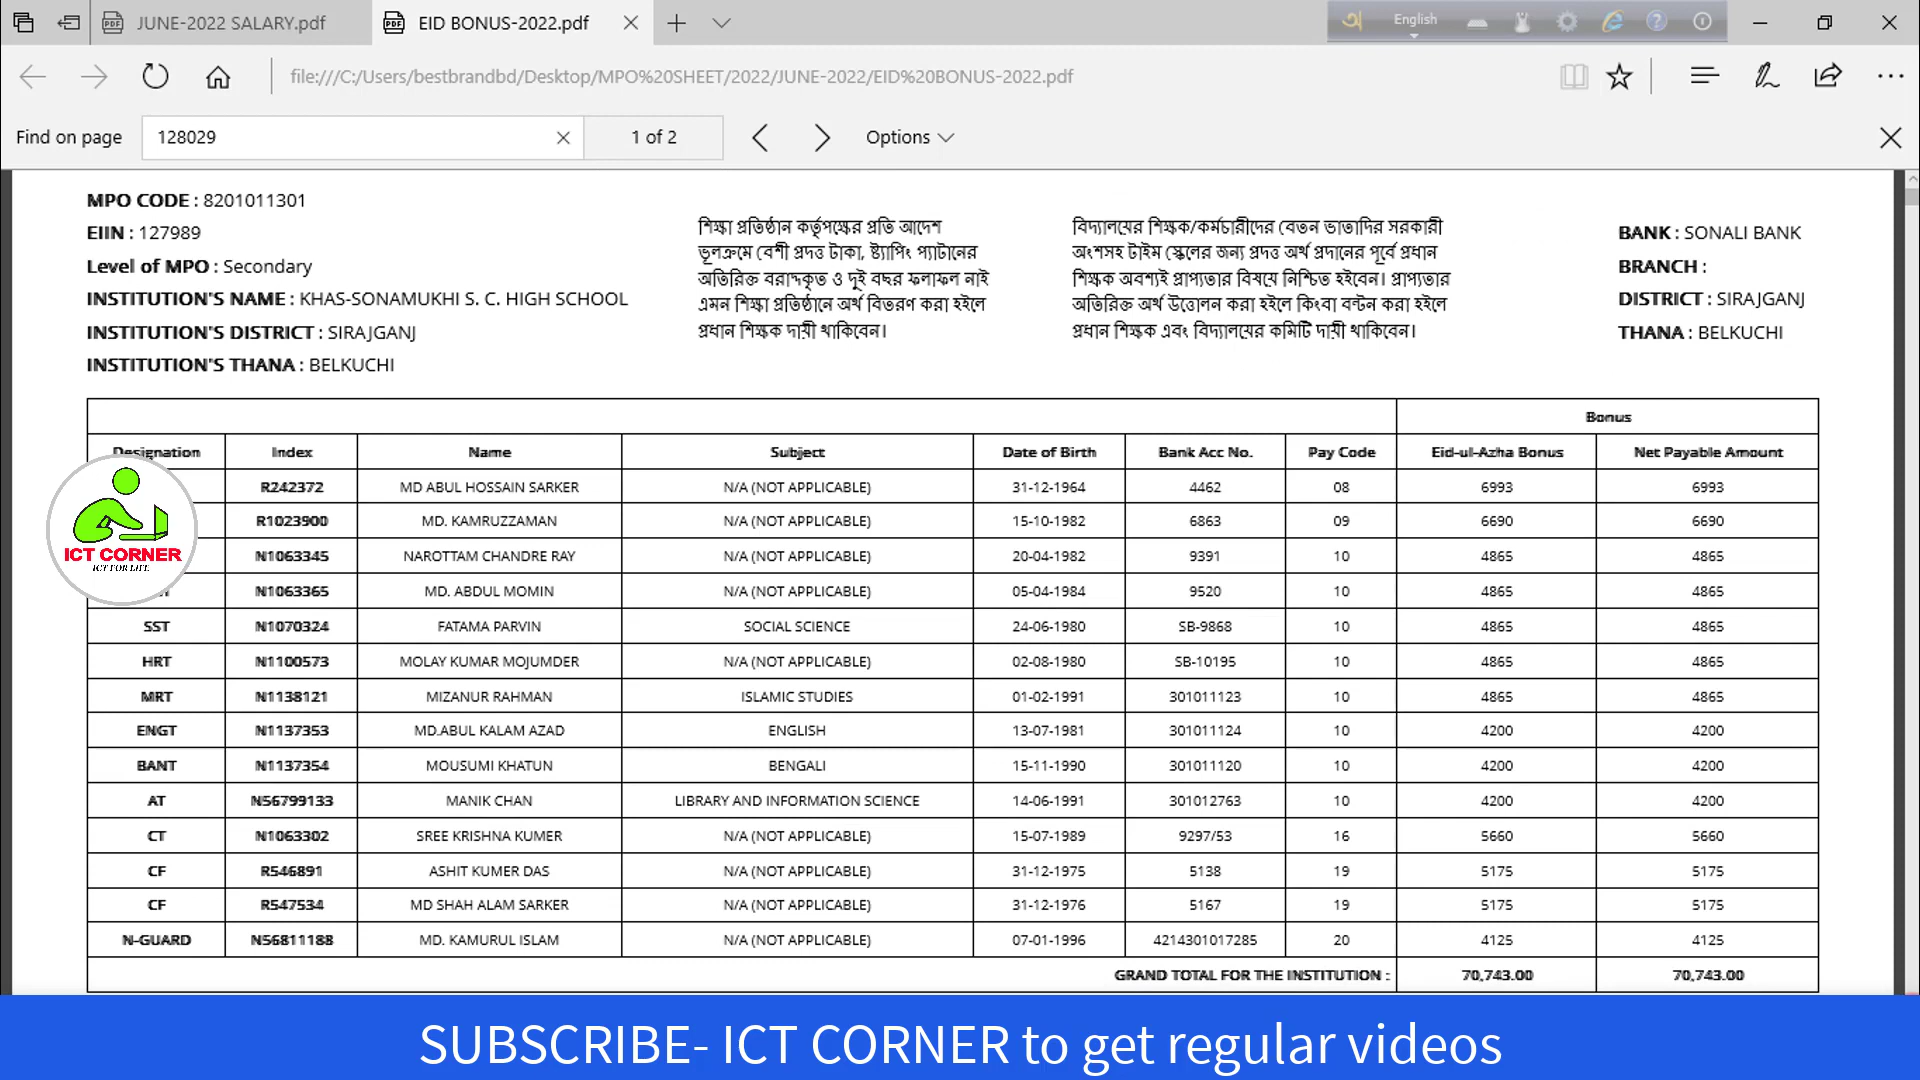 JUNE-2022 SALARY.pdf
EID BONUS-2022.pdf
English
file:///C:/Users/bestbrandbd/Desktop/MPO%20SHEET/2022/JUNE-2022/EID%20BONUS-2022.pdf
Find on page 128029 1 of 2 Options
MPO CODE : 8201011301
EIIN : 127989
Level of MPO : Secondary
INSTITUTION'S NAME : KHAS-SONAMUKHI S. C. HIGH SCHOOL
INSTITUTION'S DISTRICT : SIRAJGANJ
INSTITUTION'S THANA : BELKUCHI
শিক্ষা প্রতিষ্ঠান কর্তৃপক্ষের প্রতি আদেশ
ভূলক্রমে বেশী প্রদত্ত টাকা, ষ্ট্যাপিং প্যাটানের
অতিরিক্ত বরাদ্দকৃত ও দুই বছর ফলাফল নাই
এমন শিক্ষা প্রতিষ্ঠানে অর্থ বিতরণ করা হইলে
প্রধান শিক্ষক দায়ী থাকিবেন।
বিদ্যালয়ের শিক্ষক/কর্মচারীদের বেতন ভাতাদির সরকারী
অংশসহ টাইম স্কেলের জন্য প্রদত্ত অর্থ প্রদানের পূর্বে প্রধান
শিক্ষক অবশ্যই প্রাপ্যতার বিষয়ে নিশ্চিত হইবেন। প্রাপ্যতার
অতিরিক্ত অর্থ উত্তোলন করা হইলে কিংবা বন্টন করা হইলে
প্রধান শিক্ষক এবং বিদ্যালয়ের কমিটি দায়ী থাকিবেন।
BANK : SONALI BANK
BRANCH :
DISTRICT : SIRAJGANJ
THANA : BELKUCHI
Bonus
Designation Index Name Subject Date of Birth Bank Acc No. Pay Code Eid-ul-Azha Bonus Net Payable Amount
R242372 MD ABUL HOSSAIN SARKER N/A (NOT APPLICABLE) 31-12-1964 4462 08 6993 6993
R1023900 MD. KAMRUZZAMAN N/A (NOT APPLICABLE) 15-10-1982 6863 09 6690 6690
N1063345 NAROTTAM CHANDRE RAY N/A (NOT APPLICABLE) 20-04-1982 9391 10 4865 4865
N1063365 MD. ABDUL MOMIN N/A (NOT APPLICABLE) 05-04-1984 9520 10 4865 4865
SST N1070324 FATAMA PARVIN SOCIAL SCIENCE 24-06-1980 SB-9868 10 4865 4865
HRT N1100573 MOLAY KUMAR MOJUMDER N/A (NOT APPLICABLE) 02-08-1980 SB-10195 10 4865 4865
MRT N1138121 MIZANUR RAHMAN ISLAMIC STUDIES 01-02-1991 301011123 10 4865 4865
ENGT N1137353 MD.ABUL KALAM AZAD ENGLISH 13-07-1981 301011124 10 4200 4200
BANT N1137354 MOUSUMI KHATUN BENGALI 15-11-1990 301011120 10 4200 4200
AT N56799133 MANIK CHAN LIBRARY AND INFORMATION SCIENCE 14-06-1991 301012763 10 4200 4200
CT N1063302 SREE KRISHNA KUMER N/A (NOT APPLICABLE) 15-07-1989 9297/53 16 5660 5660
CF R546891 ASHIT KUMER DAS N/A (NOT APPLICABLE) 31-12-1975 5138 19 5175 5175
CF R547534 MD SHAH ALAM SARKER N/A (NOT APPLICABLE) 31-12-1976 5167 19 5175 5175
N-GUARD N56811188 MD. KAMURUL ISLAM N/A (NOT APPLICABLE) 07-01-1996 4214301017285 20 4125 4125
GRAND TOTAL FOR THE INSTITUTION : 70,743.00 70,743.00
ICT CORNER
ICT FOR LIFE
SUBSCRIBE- ICT CORNER to get regular videos